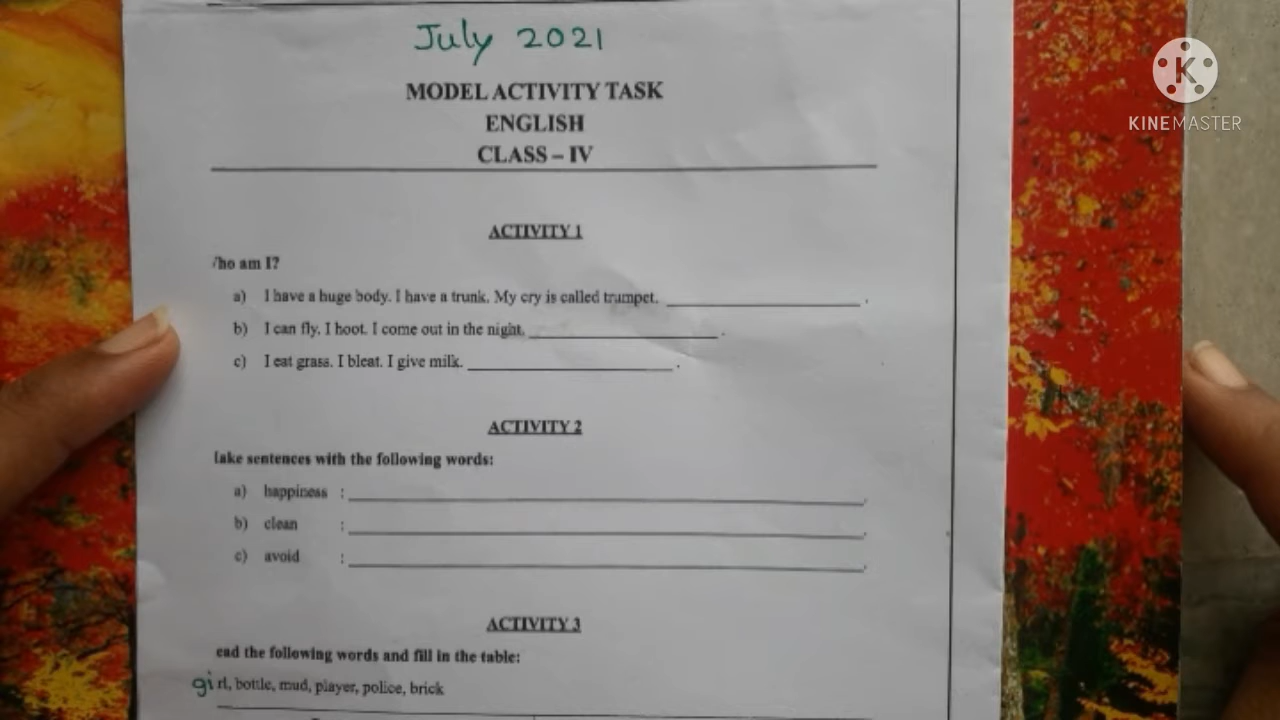 July 2021
MODEL ACTIVITY TASK
ENGLISH
CLASS – IV
ACTIVITY 1
ho am I?
a) I have a huge body. I have a trunk. My cry is called trumpet. ____________________ .
b) I can fly. I hoot. I come out in the night. ____________________ .
c) I eat grass. I bleat. I give milk. ____________________ .
ACTIVITY 2
ake sentences with the following words:
a) happiness : ____________________ .
b) clean : ____________________ .
c) avoid : ____________________ .
ACTIVITY 3
ead the following words and fill in the table:
girl, bottle, mud, player, police, brick
K
KINEMASTER